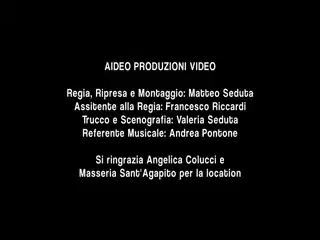 AIDEO PRODUZIONI VIDEO
Regia, Ripresa e Montaggio: Matteo Seduta
Assitente alla Regia: Francesco Riccardi
Trucco e Scenografia: Valeria Seduta
Referente Musicale: Andrea Pontone
Si ringrazia Angelica Colucci e
Masseria Sant'Agapito per la location